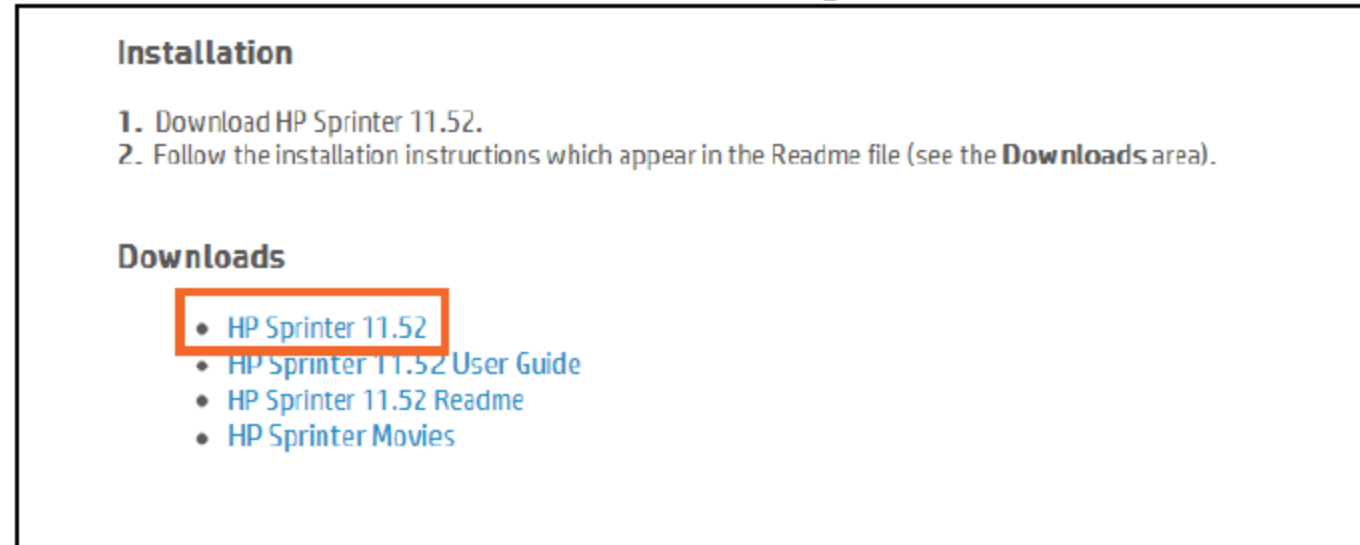 Installation
1. Download HP Sprinter 11.52.
2. Follow the installation instructions which appear in the Readme file (see the Downloads area).
Downloads
• HP Sprinter 11.52
• HP Sprinter 11.52 User Guide
• HP Sprinter 11.52 Readme
• HP Sprinter Movies